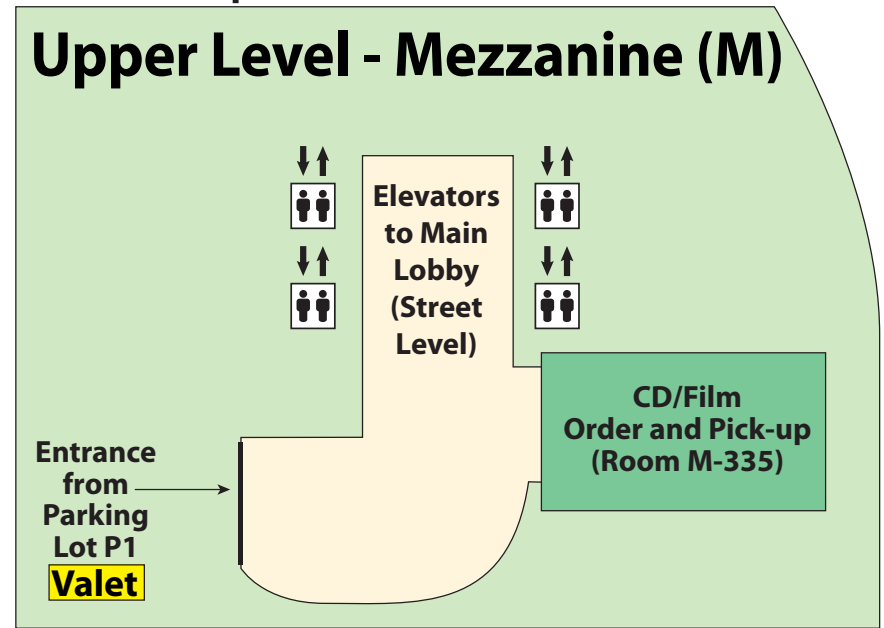 Upper Level - Mezzanine (M)
Elevators
to Main
Lobby
(Street
Level)
CD/Film
Order and Pick-up
(Room M-335)
Entrance
from
Parking
Lot P1
Valet